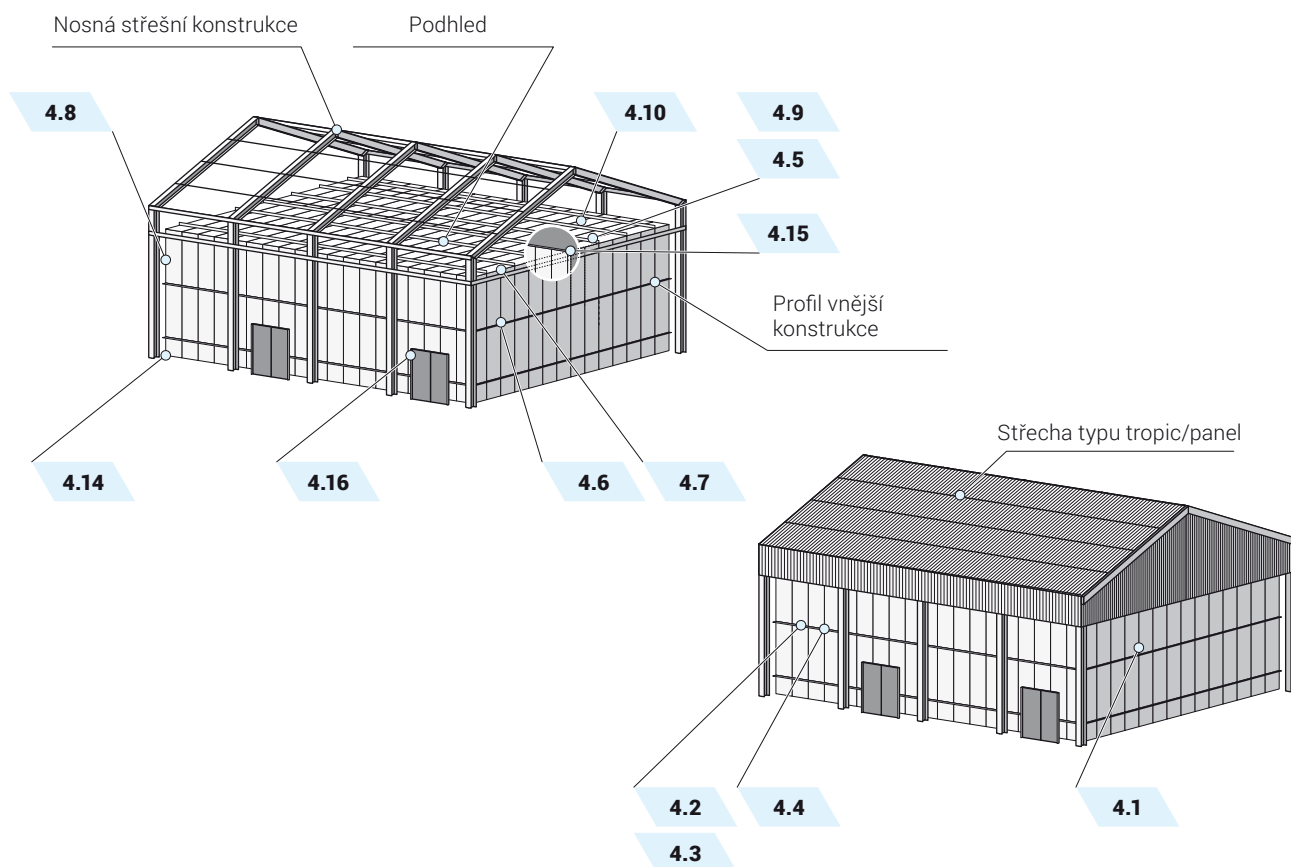 Nosná střešní konstrukce
Podhled
4.8
4.10
4.9
4.5
4.15
Profil vnější
konstrukce
4.14
4.16
4.6
4.7
Střecha typu tropic/panel
4.2
4.4
4.1
4.3